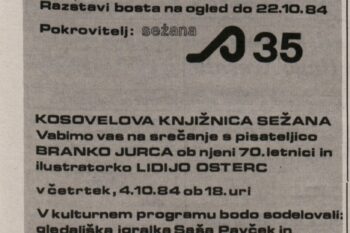 Razstavi bosta na ogled do 22.10.84
Pokrovitelj: sežana
35
KOSOVELOVA KNJIŽNICA SEŽANA
Vabimo vas na srečanje s pisateljico
BRANKO JURCA ob njeni 70. letnici in
ilustratorko LIDIJO OSTERC
v četrtek, 4.10.84 ob 18. uri
V kulturnem programu bodo sodelovali:
gledališka igralka Saša Pavček in